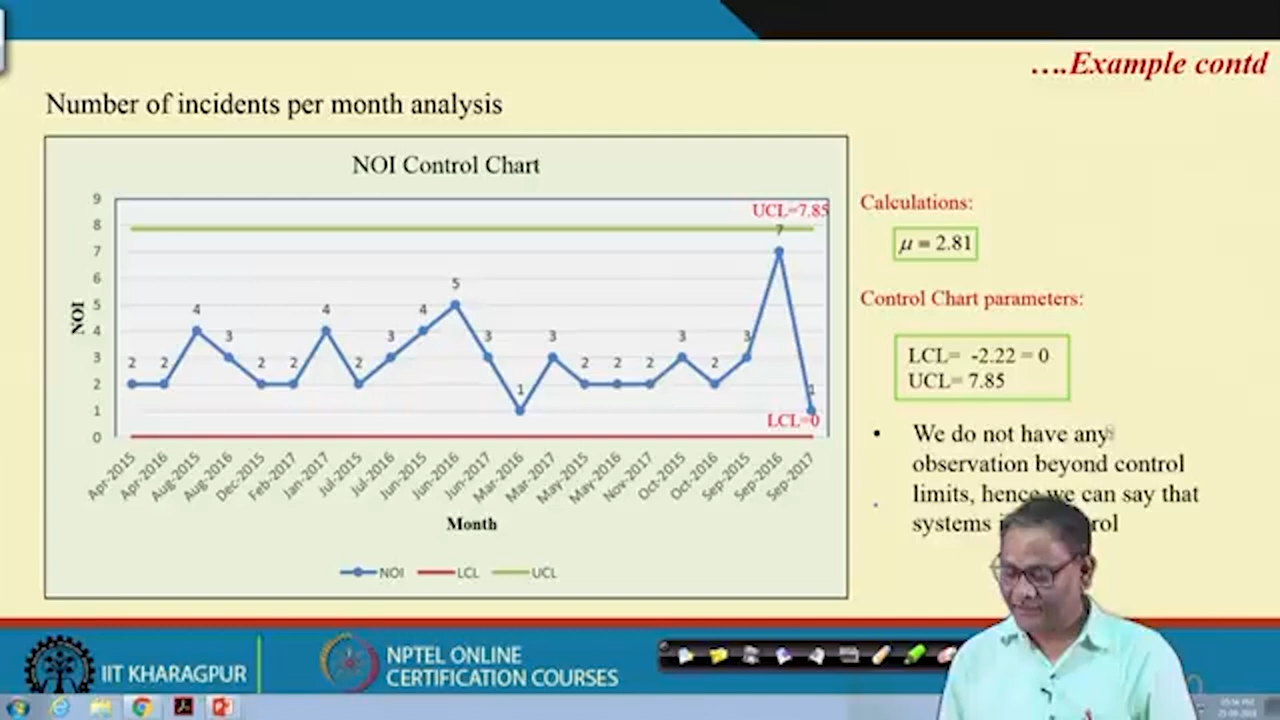 ….Example contd
Number of incidents per month analysis
NOI Control Chart
9
8
7
6
5
4
3
2
1
0
NOI
UCL=7.85
2 2 4 3 2 2 4 2 3 4 5 3 1 3 2 2 2 3 2 3 7 1
LCL=0
Apr-2015 Apr-2016 Aug-2015 Aug-2016 Dec-2015 Feb-2017 Jan-2017 Jul-2015 Jul-2016 Jun-2015 Jun-2016 Jun-2017 Mar-2016 Mar-2017 May-2015 May-2016 Nov-2017 Oct-2015 Oct-2016 Sep-2015 Sep-2016 Sep-2017
Month
NOI LCL UCL
Calculations:
μ = 2.81
Control Chart parameters:
LCL= -2.22 = 0
UCL= 7.85
• We do not have any
observation beyond control
limits, hence we can say that
systems
IIT KHARAGPUR
NPTEL ONLINE
CERTIFICATION COURSES